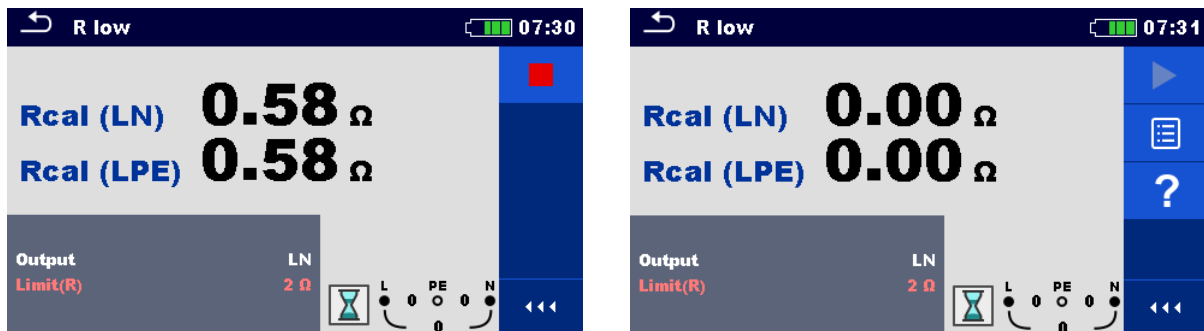 R low 07:30
Rcal (LN) 0.58 Ω
Rcal (LPE) 0.58 Ω
Output LN
Limit(R) 2 Ω
L PE N
0 0
0
R low 07:31
Rcal (LN) 0.00 Ω
Rcal (LPE) 0.00 Ω
?
Output LN
Limit(R) 2 Ω
L PE N
0 0
0